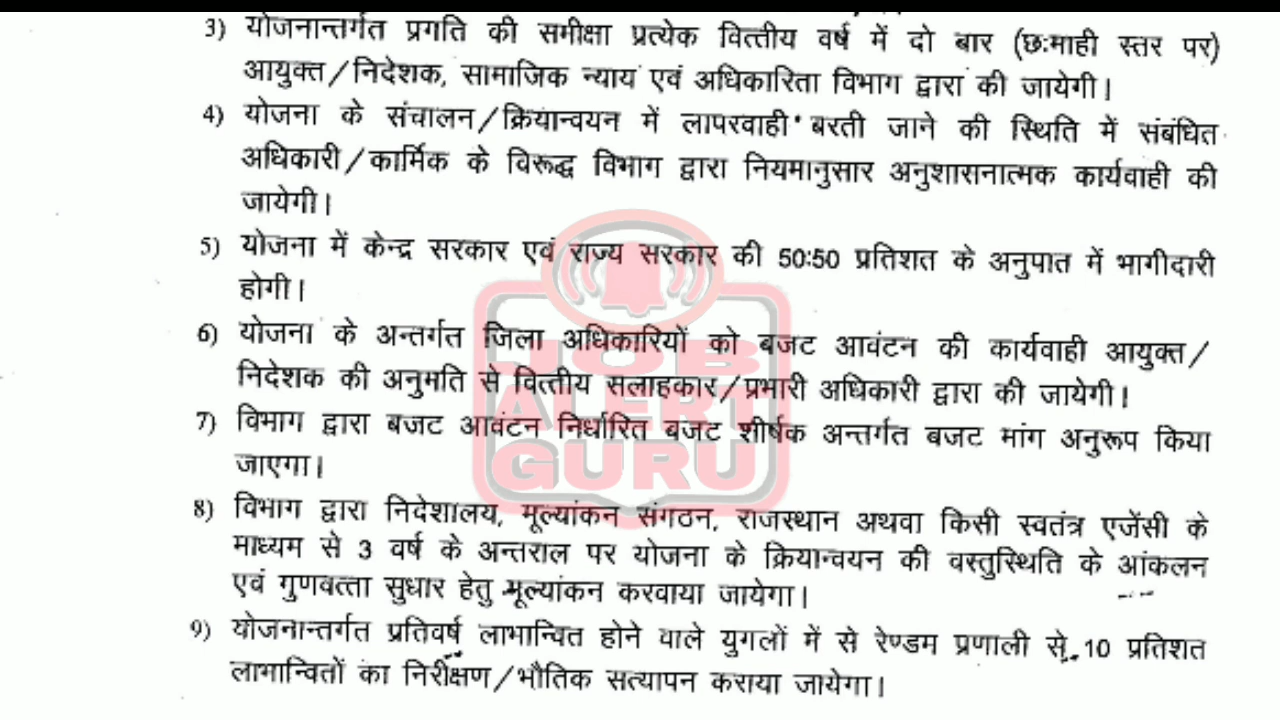 3) योजनान्तर्गत प्रगति की समीक्षा प्रत्येक वित्तीय वर्ष में दो बार (छःमाही स्तर पर)
आयुक्त/निदेशक, सामाजिक न्याय एवं अधिकारिता विभाग द्वारा की जायेगी।
4) योजना के संचालन/क्रियान्वयन में लापरवाही बरती जाने की स्थिति में संबंधित
अधिकारी/कार्मिक के विरूद्ध विभाग द्वारा नियमानुसार अनुशासनात्मक कार्यवाही की
जायेगी।
5) योजना में केन्द्र सरकार एवं राज्य सरकार की 50:50 प्रतिशत के अनुपात में भागीदारी
होगी।
6) योजना के अन्तर्गत जिला अधिकारियों को बजट आवंटन की कार्यवाही आयुक्त/
निदेशक की अनुमति से वित्तीय सलाहकार/प्रभारी अधिकारी द्वारा की जायेगी।
7) विभाग द्वारा बजट आवंटन निर्धारित बजट शीर्षक अन्तर्गत बजट मांग अनुरूप किया
जाएगा।
8) विभाग द्वारा निदेशालय, मूल्यांकन संगठन, राजस्थान अथवा किसी स्वतंत्र एजेंसी के
माध्यम से 3 वर्ष के अन्तराल पर योजना के क्रियान्वयन की वस्तुस्थिति के आंकलन
एवं गुणवत्ता सुधार हेतु मूल्यांकन करवाया जायेगा।
9) योजनान्तर्गत प्रतिवर्ष लाभान्वित होने वाले युगलों में से रेण्डम प्रणाली से 10 प्रतिशत
लाभान्वितों का निरीक्षण/भौतिक सत्यापन कराया जायेगा।
JOB
ALERT
GURU